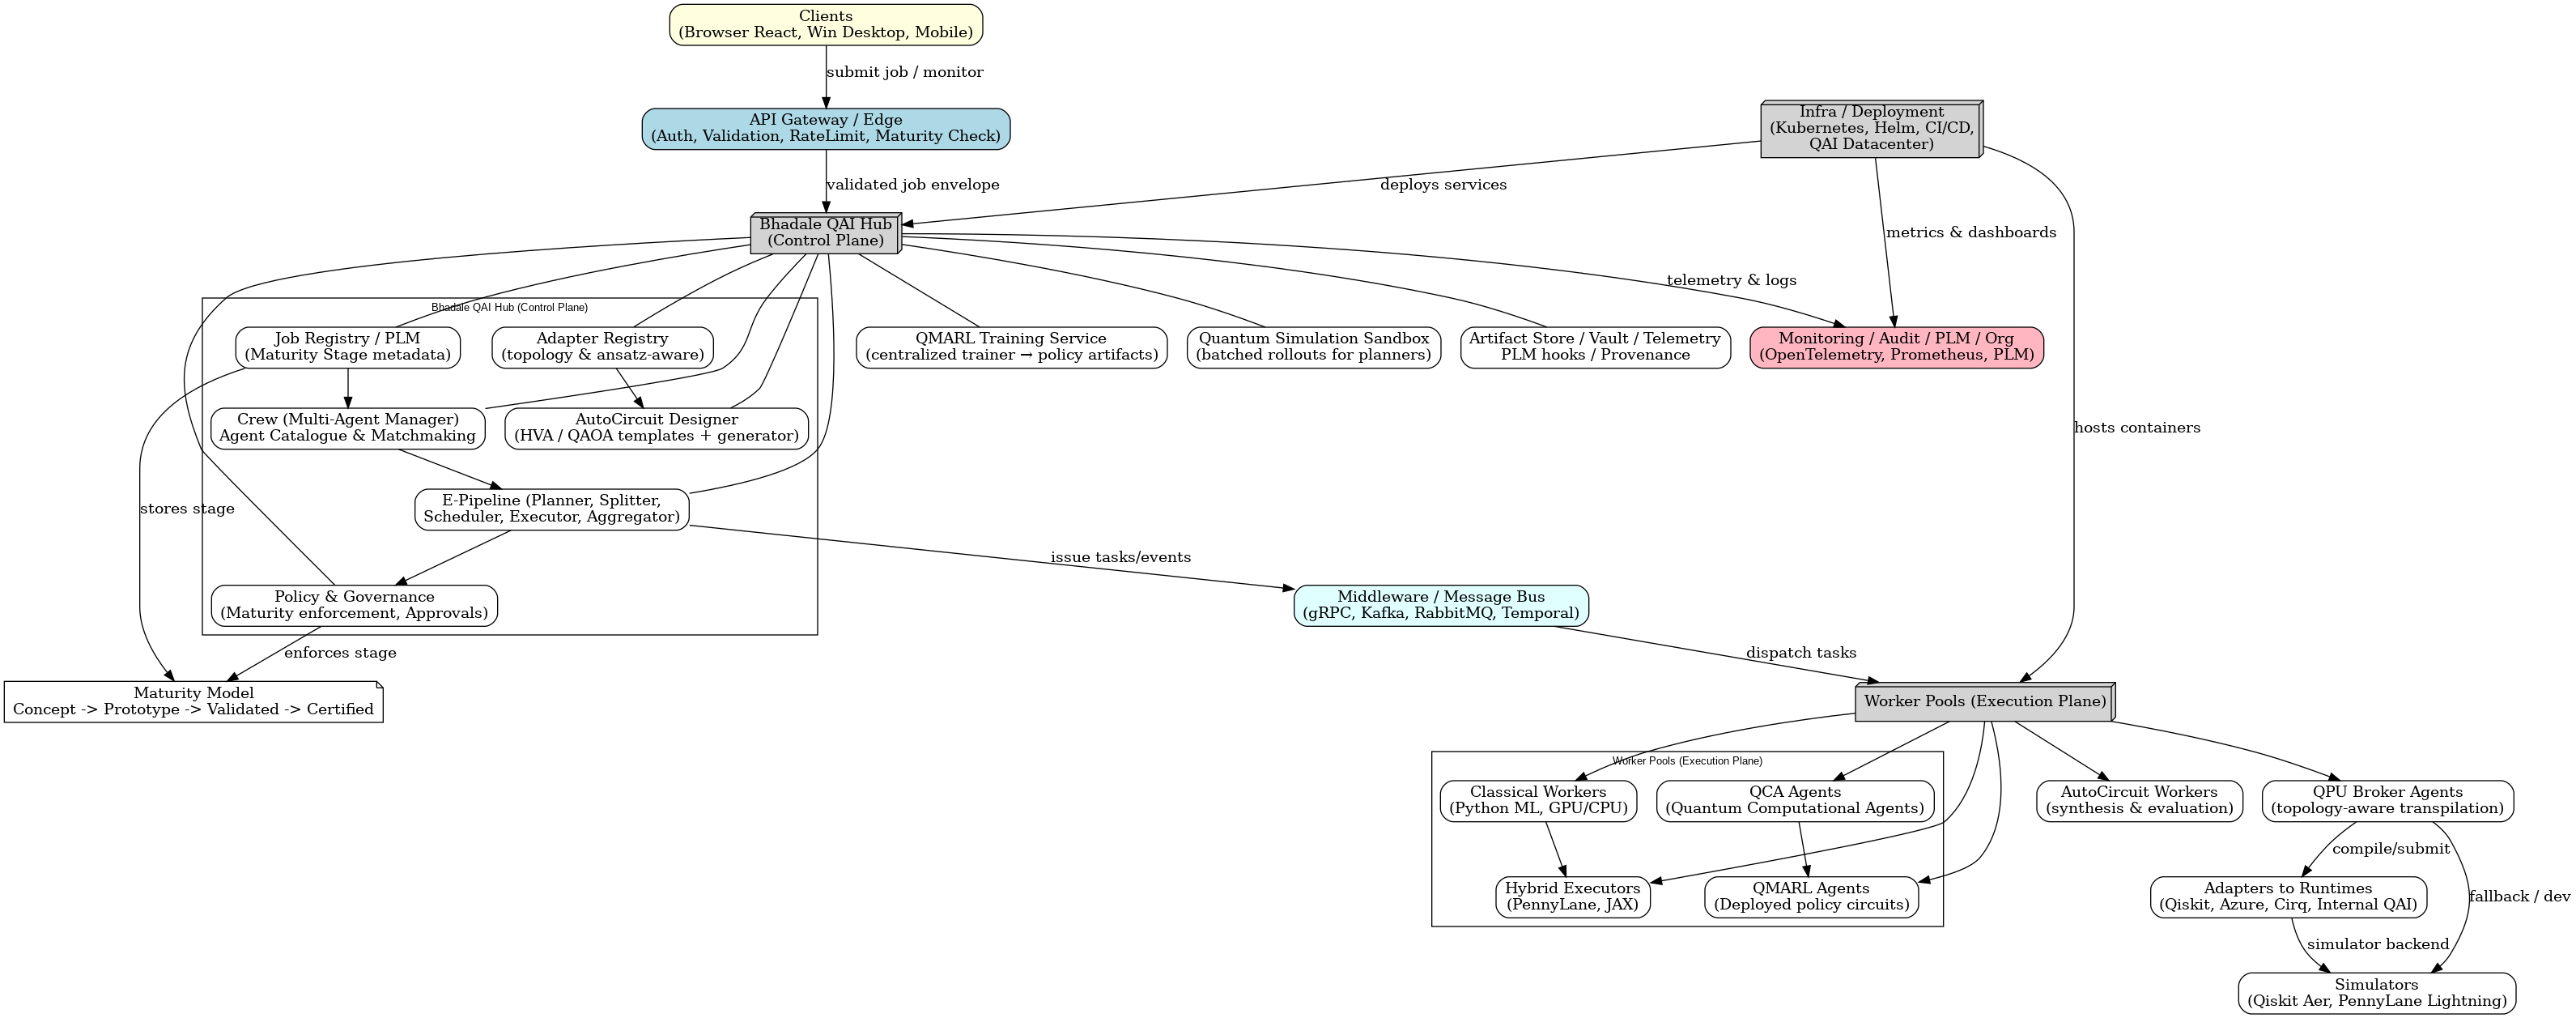 Clients
(Browser React, Win Desktop, Mobile)
submit job / monitor
API Gateway / Edge
(Auth, Validation, RateLimit, Maturity Check)
Infra / Deployment
(Kubernetes, Helm, CI/CD,
QAI Datacenter)
validated job envelope
deploys services
Bhadale QAI Hub
(Control Plane)
metrics & dashboards
telemetry & logs
Bhadale QAI Hub (Control Plane)
Job Registry / PLM
(Maturity Stage metadata)
Adapter Registry
(topology & ansatz-aware)
QMARL Training Service
(centralized trainer → policy artifacts)
Quantum Simulation Sandbox
(batched rollouts for planners)
Artifact Store / Vault / Telemetry
PLM hooks / Provenance
Monitoring / Audit / PLM / Org
(OpenTelemetry, Prometheus, PLM)
Crew (Multi-Agent Manager)
Agent Catalogue & Matchmaking
AutoCircuit Designer
(HVA / QAOA templates + generator)
hosts containers
stores stage
E-Pipeline (Planner, Splitter,
Scheduler, Executor, Aggregator)
issue tasks/events
Policy & Governance
(Maturity enforcement, Approvals)
Middleware / Message Bus
(gRPC, Kafka, RabbitMQ, Temporal)
enforces stage
dispatch tasks
Maturity Model
Concept -> Prototype -> Validated -> Certified
Worker Pools (Execution Plane)
Worker Pools (Execution Plane)
Classical Workers
(Python ML, GPU/CPU)
QCA Agents
(Quantum Computational Agents)
AutoCircuit Workers
(synthesis & evaluation)
QPU Broker Agents
(topology-aware transpilation)
compile/submit
Hybrid Executors
(PennyLane, JAX)
QMARL Agents
(Deployed policy circuits)
Adapters to Runtimes
(Qiskit, Azure, Cirq, Internal QAI)
fallback / dev
simulator backend
Simulators
(Qiskit Aer, PennyLane Lightning)